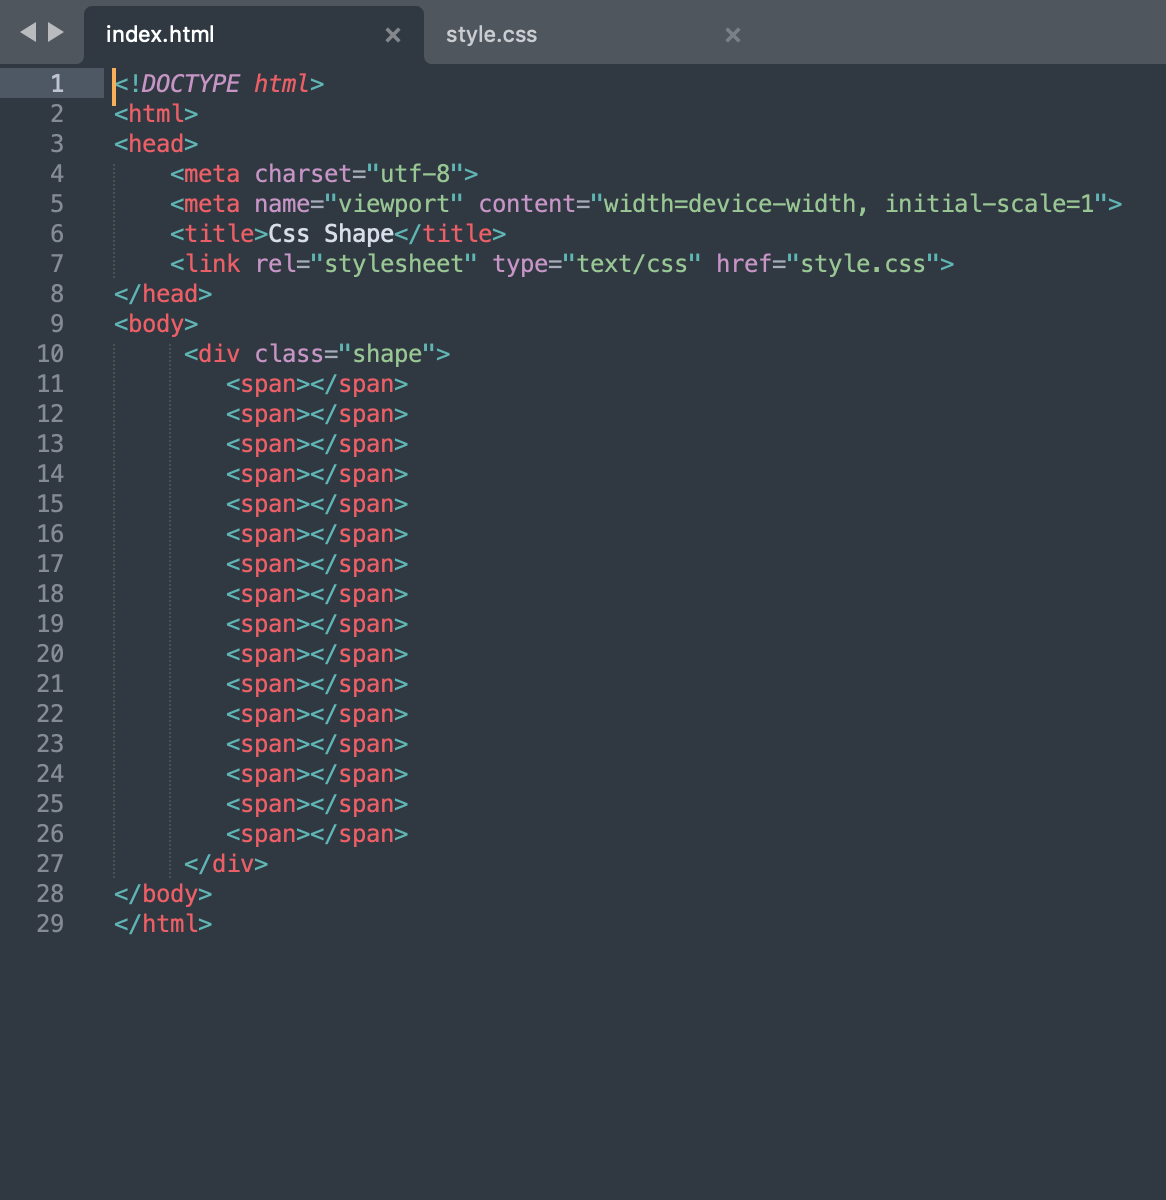 index.html × style.css ×
1 <!DOCTYPE html>
2 <html>
3 <head>
4     <meta charset="utf-8">
5     <meta name="viewport" content="width=device-width, initial-scale=1">
6     <title>Css Shape</title>
7     <link rel="stylesheet" type="text/css" href="style.css">
8 </head>
9 <body>
10      <div class="shape">
11         <span></span>
12         <span></span>
13         <span></span>
14         <span></span>
15         <span></span>
16         <span></span>
17         <span></span>
18         <span></span>
19         <span></span>
20         <span></span>
21         <span></span>
22         <span></span>
23         <span></span>
24         <span></span>
25         <span></span>
26         <span></span>
27      </div>
28 </body>
29 </html>